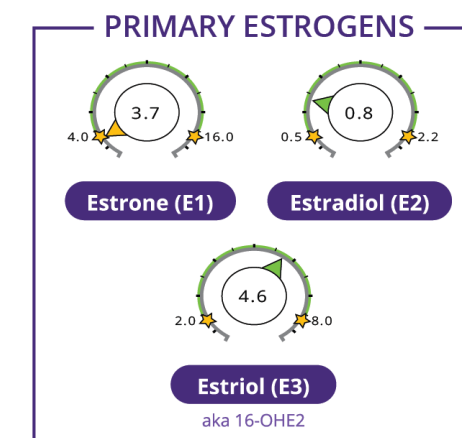 PRIMARY ESTROGENS
3.7
4.0
16.0
Estrone (E1)
0.8
0.5
2.2
Estradiol (E2)
4.6
2.0
8.0
Estriol (E3)
aka 16-OHE2